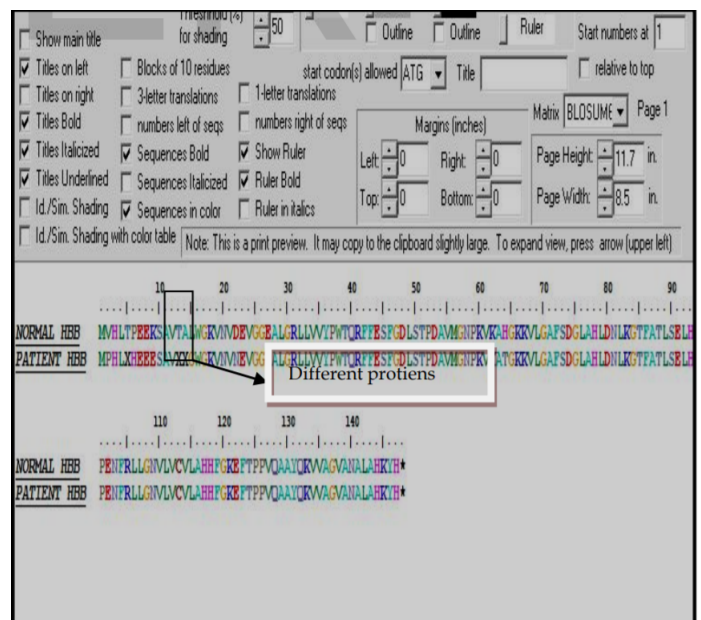 Threshold (%)
for shading 50 Outline Outline Ruler Start numbers at 1
Show main title
Titles on left Blocks of 10 residues start codon(s) allowed ATG Title relative to top
Titles on right 3-letter translations 1-letter translations
Matrix BLOSUM6 Page 1
Titles Bold numbers left of seqs numbers right of seqs Margins (inches)
Titles Italicized Sequences Bold Show Ruler Left: 0 Right: 0 Page Height: 11.7 in.
Titles Underlined Sequences Italicized Ruler Bold
Id./Sim. Shading Sequences in color Ruler in italics Top: 0 Bottom: 0 Page Width: 8.5 in.
Id./Sim. Shading with color table Note: This is a print preview. It may copy to the clipboard slightly large. To expand view, press arrow (upper left)
10 20 30 40 50 60 70 80 90
NORMAL HBB MVHLTPEEKSAVTALWGKVNVDEVGGEALGRLLVVYPWTQRFFESFGDLSTPDAVMGNPKVKAHGKKVLGAFSDGLAHLDNLKGTFATLSELH
PATIENT HBB MPHLXHEEESAVXXGWGKVNVNEVGG ALGRLLVVYPWTQRFFESFGDLSTPDAVMGNPKV ATGKKVLGAFSDGLAHLDNLKGTFATLSELH
Different protiens
110 120 130 140
NORMAL HBB PENFRLLGNVLVCVLAHHFGKEFTPPVQAAYQKVVAGVANALAHKYH*
PATIENT HBB PENFRLLGNVLVCVLAHHFGKEFTPPVQAAYQKVVAGVANALAHKYH*